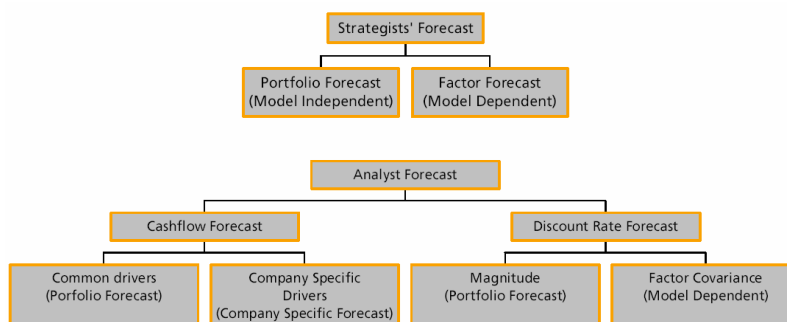 Strategists' Forecast
Portfolio Forecast
(Model Independent)
Factor Forecast
(Model Dependent)
Analyst Forecast
Cashflow Forecast
Discount Rate Forecast
Common drivers
(Porfolio Forecast)
Company Specific
Drivers
(Company Specific Forecast)
Magnitude
(Portfolio Forecast)
Factor Covariance
(Model Dependent)